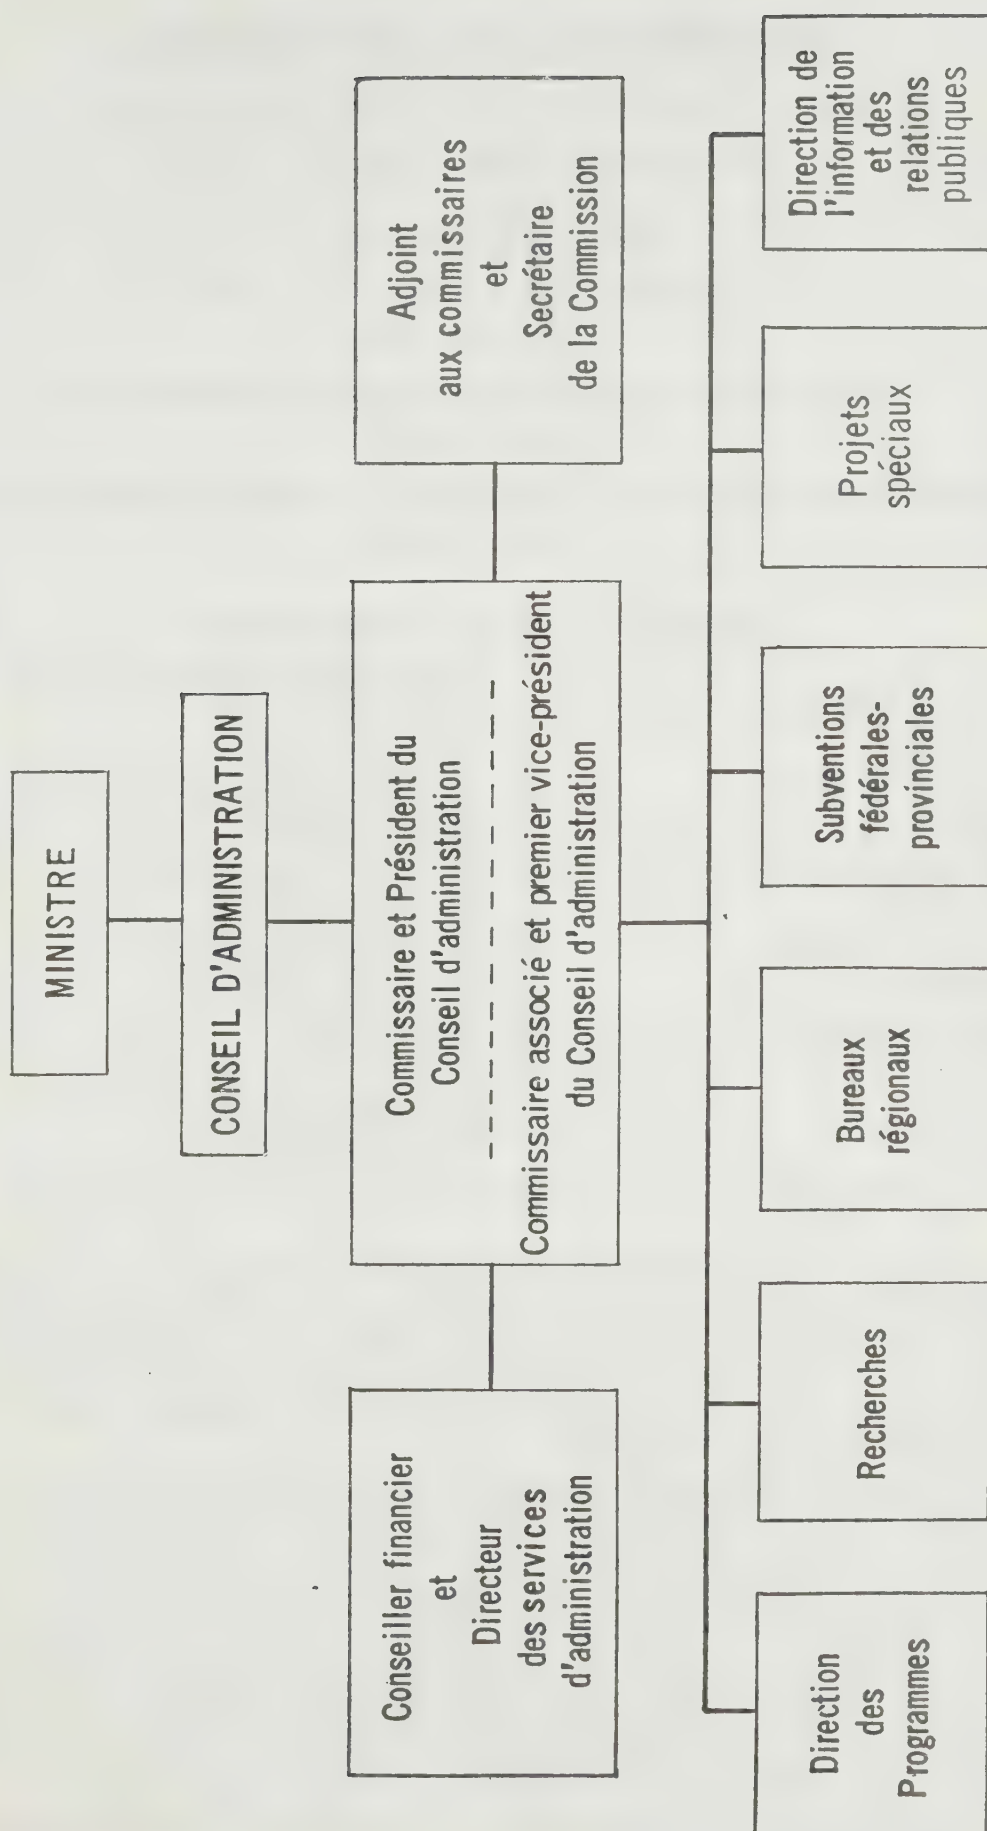 MINISTRE
CONSEIL D'ADMINISTRATION
Commissaire et Président du
Conseil d'administration
Commissaire associé et premier vice-président
du Conseil d'administration
Conseiller financier
et
Directeur
des services
d'administration
Adjoint
aux commissaires
et
Secrétaire
de la Commission
Direction
des
Programmes
Recherches
Bureaux
régionaux
Subventions
fédérales-
provinciales
Projets
spéciaux
Direction de
l'information
et des
relations
publiques